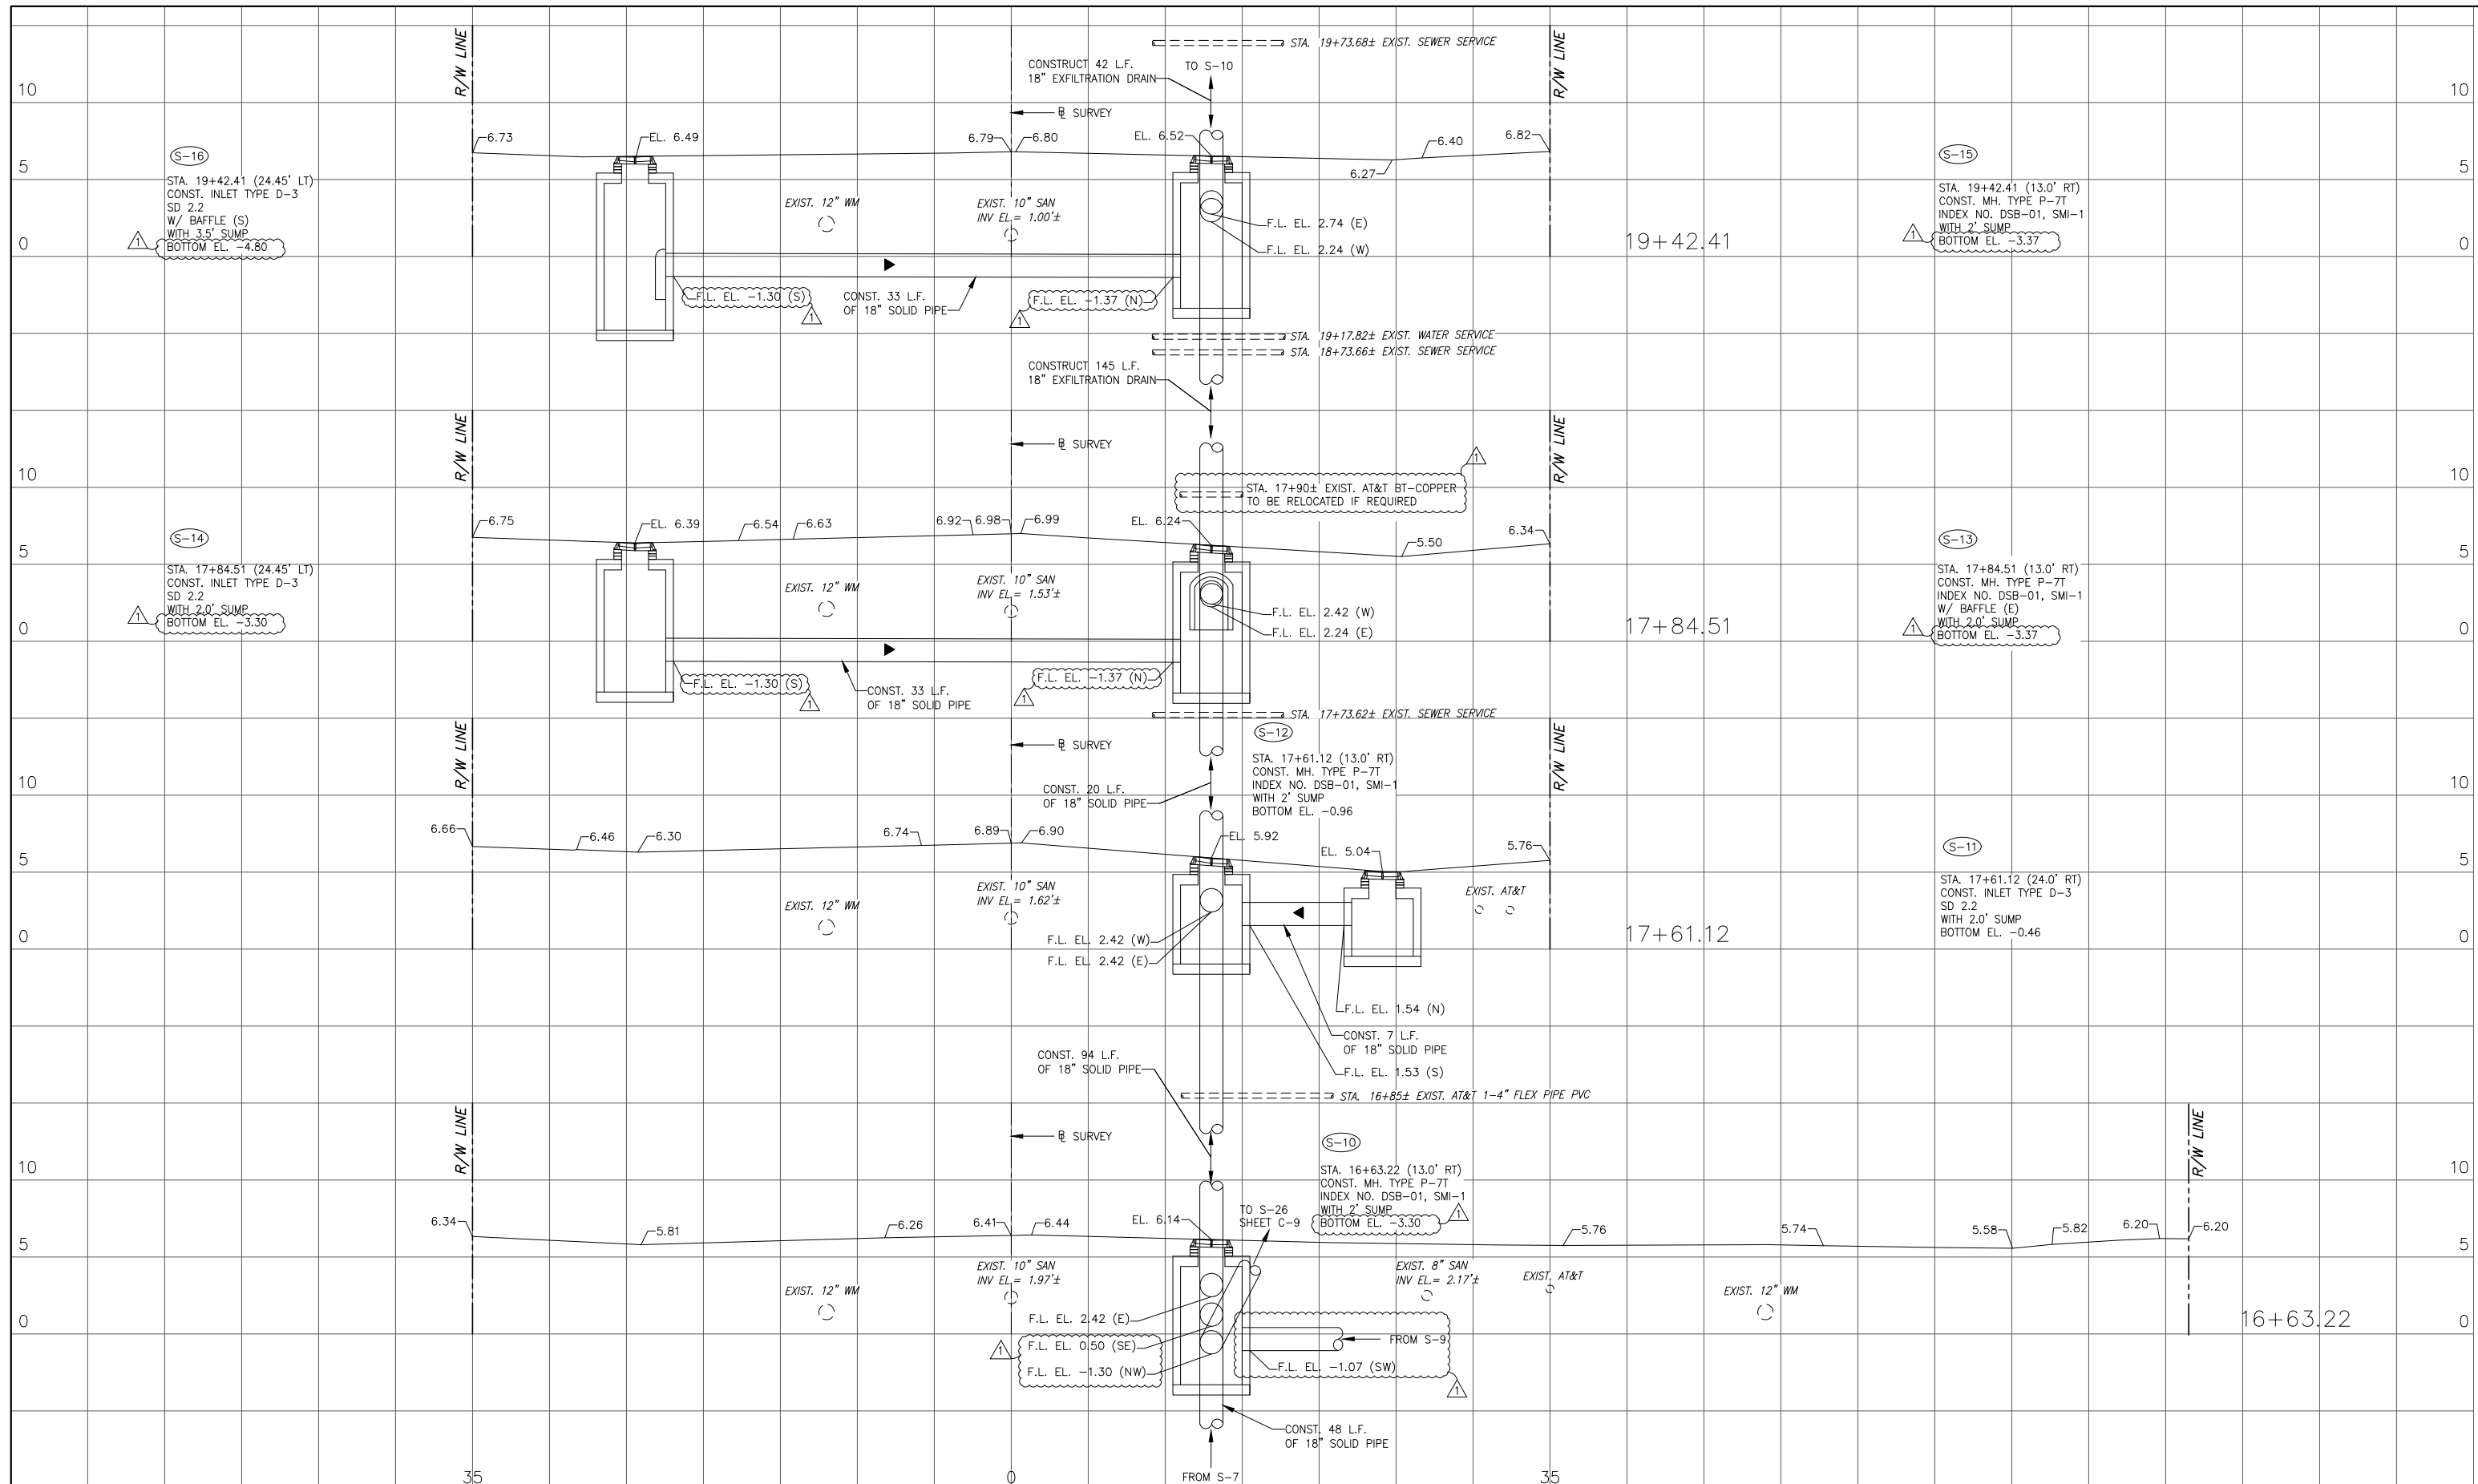 R/W LINE
R/W LINE
STA. 19+73.68± EXIST. SEWER SERVICE
CONSTRUCT 42 L.F.
18" EXFILTRATION DRAIN
TO S-10
10
10
℄ SURVEY
6.73
EL. 6.49
6.79
6.80
EL. 6.52
6.40
6.82
6.27
S-16
STA. 19+42.41 (24.45' LT)
CONST. INLET TYPE D-3
SD 2.2
W/ BAFFLE (S)
WITH 3.5' SUMP
BOTTOM EL. -4.80
1
5
5
S-15
STA. 19+42.41 (13.0' RT)
CONST. MH. TYPE P-7T
INDEX NO. DSB-01, SMI-1
WITH 2' SUMP
BOTTOM EL. -3.37
1
EXIST. 12" WM
EXIST. 10" SAN
INV EL.= 1.00'±
F.L. EL. 2.74 (E)
F.L. EL. 2.24 (W)
19+42.41
0
0
F.L. EL. -1.30 (S)
1
CONST. 33 L.F.
OF 18" SOLID PIPE
F.L. EL. -1.37 (N)
1
STA. 19+17.82± EXIST. WATER SERVICE
STA. 18+73.66± EXIST. SEWER SERVICE
CONSTRUCT 145 L.F.
18" EXFILTRATION DRAIN
R/W LINE
R/W LINE
℄ SURVEY
1
STA. 17+90± EXIST. AT&T BT-COPPER
TO BE RELOCATED IF REQUIRED
10
10
6.75
EL. 6.39
6.54
6.63
6.92
6.98
6.99
EL. 6.24
5.50
6.34
S-14
STA. 17+84.51 (24.45' LT)
CONST. INLET TYPE D-3
SD 2.2
WITH 2.0' SUMP
BOTTOM EL. -3.30
1
5
5
S-13
STA. 17+84.51 (13.0' RT)
CONST. MH. TYPE P-7T
INDEX NO. DSB-01, SMI-1
W/ BAFFLE (E)
WITH 2.0' SUMP
BOTTOM EL. -3.37
1
EXIST. 12" WM
EXIST. 10" SAN
INV EL.= 1.53'±
F.L. EL. 2.42 (W)
F.L. EL. 2.24 (E)
17+84.51
0
0
F.L. EL. -1.30 (S)
1
CONST. 33 L.F.
OF 18" SOLID PIPE
F.L. EL. -1.37 (N)
1
STA. 17+73.62± EXIST. SEWER SERVICE
R/W LINE
R/W LINE
℄ SURVEY
S-12
STA. 17+61.12 (13.0' RT)
CONST. MH. TYPE P-7T
INDEX NO. DSB-01, SMI-1
WITH 2' SUMP
BOTTOM EL. -0.96
CONST. 20 L.F.
OF 18" SOLID PIPE
10
10
6.66
6.46
6.30
6.74
6.89
6.90
EL. 5.92
EL. 5.04
5.76
5
5
S-11
STA. 17+61.12 (24.0' RT)
CONST. INLET TYPE D-3
SD 2.2
WITH 2.0' SUMP
BOTTOM EL. -0.46
EXIST. 12" WM
EXIST. 10" SAN
INV EL.= 1.62'±
EXIST. AT&T
F.L. EL. 2.42 (W)
F.L. EL. 2.42 (E)
17+61.12
0
0
F.L. EL. 1.54 (N)
CONST. 7 L.F.
OF 18" SOLID PIPE
F.L. EL. 1.53 (S)
CONST. 94 L.F.
OF 18" SOLID PIPE
STA. 16+85± EXIST. AT&T 1-4" FLEX PIPE PVC
R/W LINE
R/W LINE
℄ SURVEY
S-10
STA. 16+63.22 (13.0' RT)
CONST. MH. TYPE P-7T
INDEX NO. DSB-01, SMI-1
WITH 2' SUMP
BOTTOM EL. -3.30
1
TO S-26
SHEET C-9
10
10
6.34
5.81
6.26
6.41
6.44
EL. 6.14
5.76
5.74
5.58
5.82
6.20
6.20
5
5
EXIST. 12" WM
EXIST. 10" SAN
INV EL.= 1.97'±
EXIST. 8" SAN
INV EL.= 2.17'±
EXIST. AT&T
EXIST. 12" WM
16+63.22
0
0
F.L. EL. 2.42 (E)
F.L. EL. 0.50 (SE)
F.L. EL. -1.30 (NW)
1
FROM S-9
F.L. EL. -1.07 (SW)
1
CONST. 48 L.F.
OF 18" SOLID PIPE
FROM S-7
35
0
35